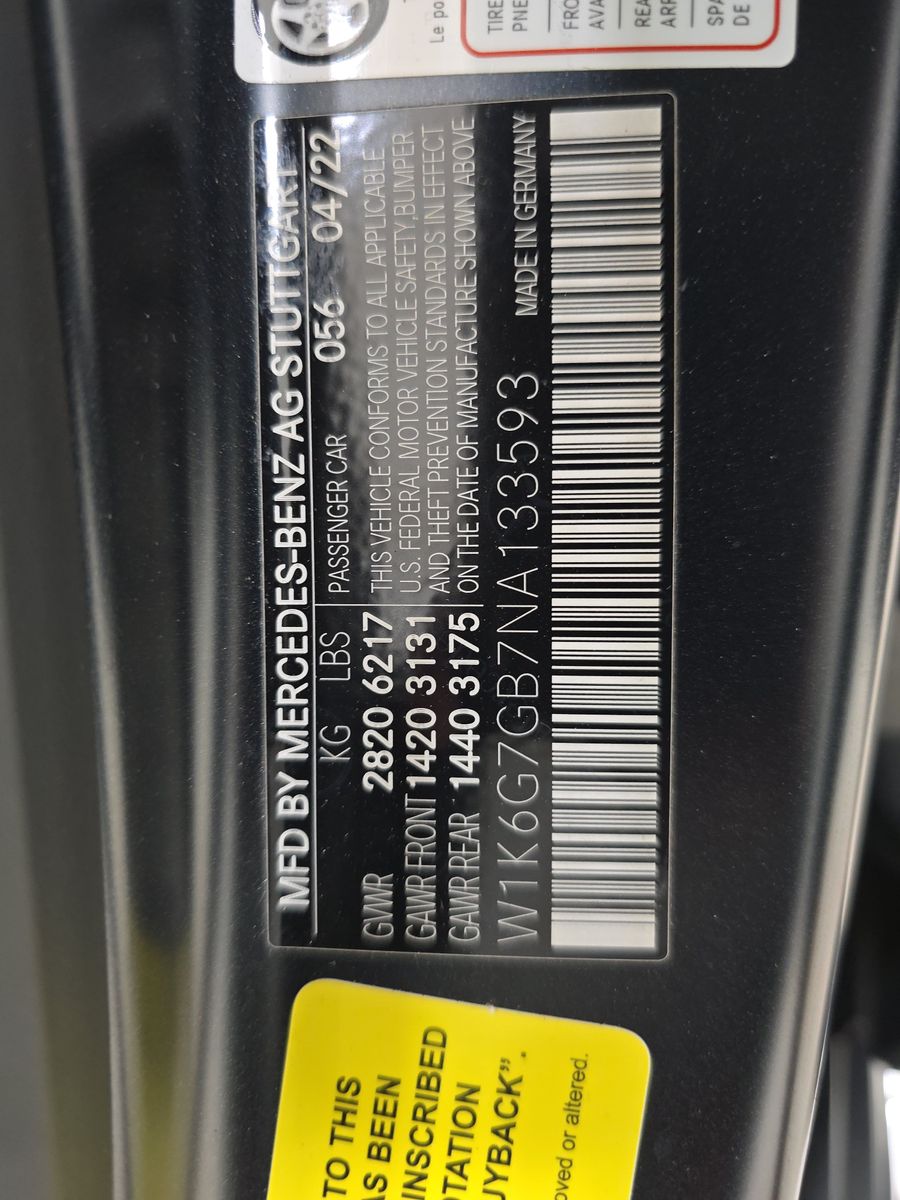 Le po
TIRE
PNE
FRO
AVA
REA
ARR
SPA
DE
MFD BY MERCEDES-BENZ AG STUTTGART
KG LBS PASSENGER CAR 056 04/22
GVWR 2820 6217 THIS VEHICLE CONFORMS TO ALL APPLICABLE
GAWR FRONT 1420 3131 U.S. FEDERAL MOTOR VEHICLE SAFETY, BUMPER
GAWR REAR 1440 3175 AND THEFT PREVENTION STANDARDS IN EFFECT
ON THE DATE OF MANUFACTURE SHOWN ABOVE
W1K6G7GB7NA133593 MADE IN GERMANY
TO THIS
AS BEEN
INSCRIBED
OTATION
UYBACK".
oved or altered.